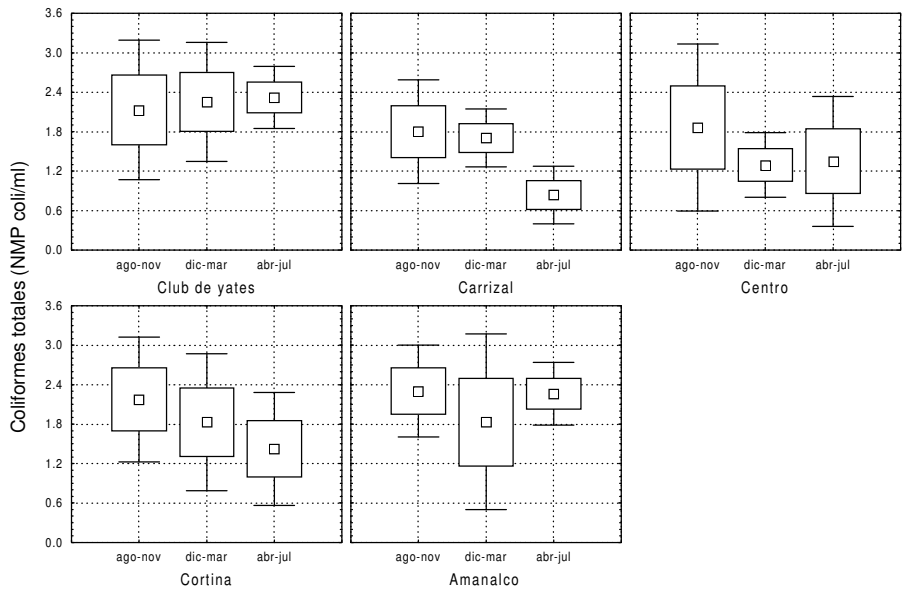 Coliformes totales (NMP coli/ml)
3.6
3.0
2.4
1.8
1.2
0.6
0.0
ago-nov dic-mar abr-jul
Club de yates
ago-nov dic-mar abr-jul
Carrizal
ago-nov dic-mar abr-jul
Centro
3.6
3.0
2.4
1.8
1.2
0.6
0.0
ago-nov dic-mar abr-jul
Cortina
ago-nov dic-mar abr-jul
Amanalco